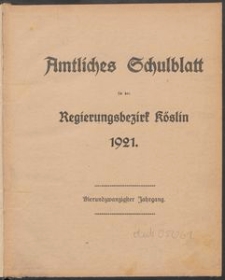 Amtliches Schulblatt
für den
Regierungsbezirk Köslin
1921.
Vierundzwanzigster Jahrgang.